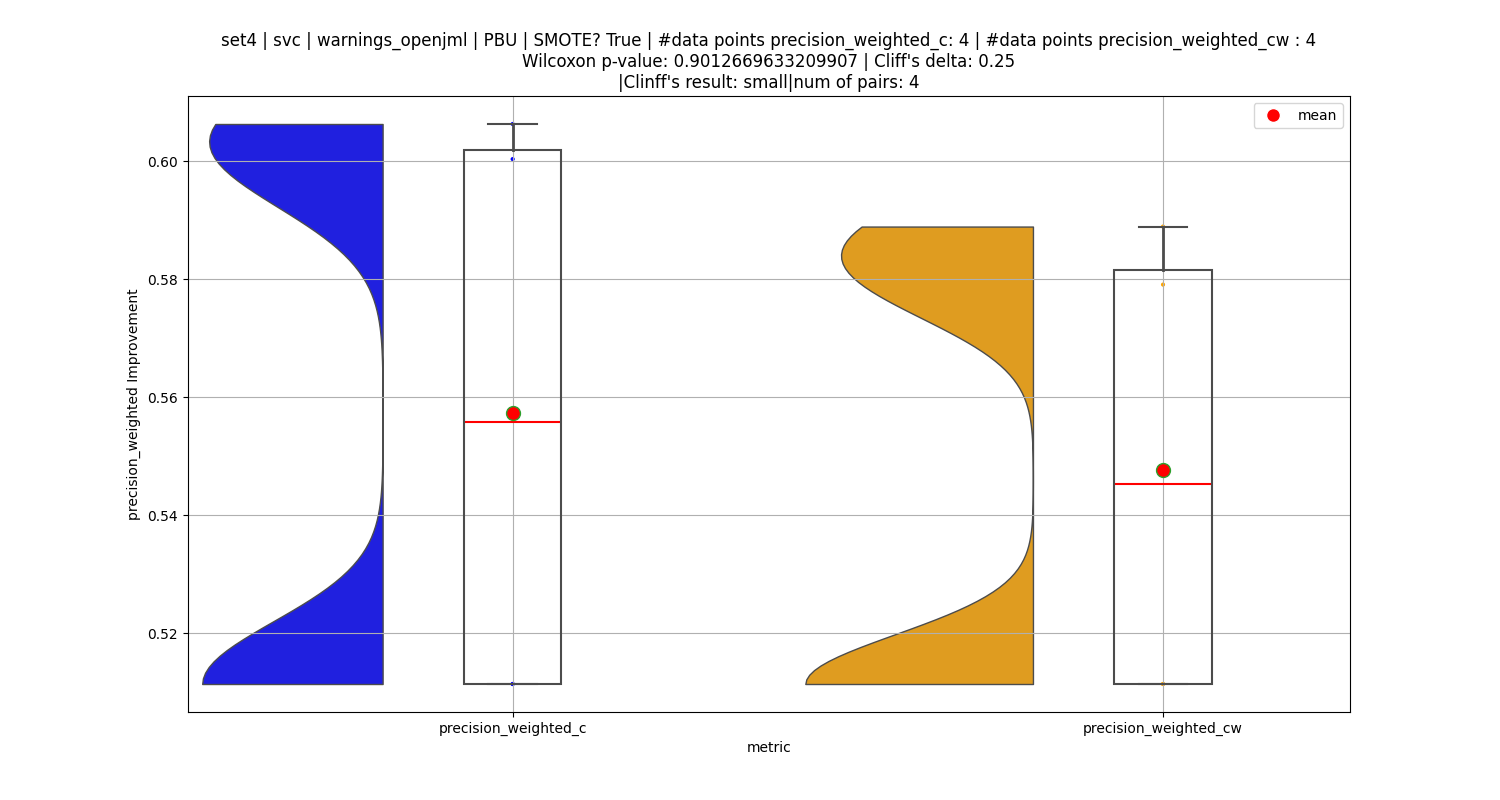 set4 | svc | warnings_openjml | PBU | SMOTE? True | #data points precision_weighted_c: 4 | #data points precision_weighted_cw : 4
Wilcoxon p-value: 0.9012669633209907 | Cliff's delta: 0.25
|Clinff's result: small|num of pairs: 4
mean
0.60
0.58
0.56
0.54
0.52
precision_weighted Improvement
precision_weighted_c
precision_weighted_cw
metric